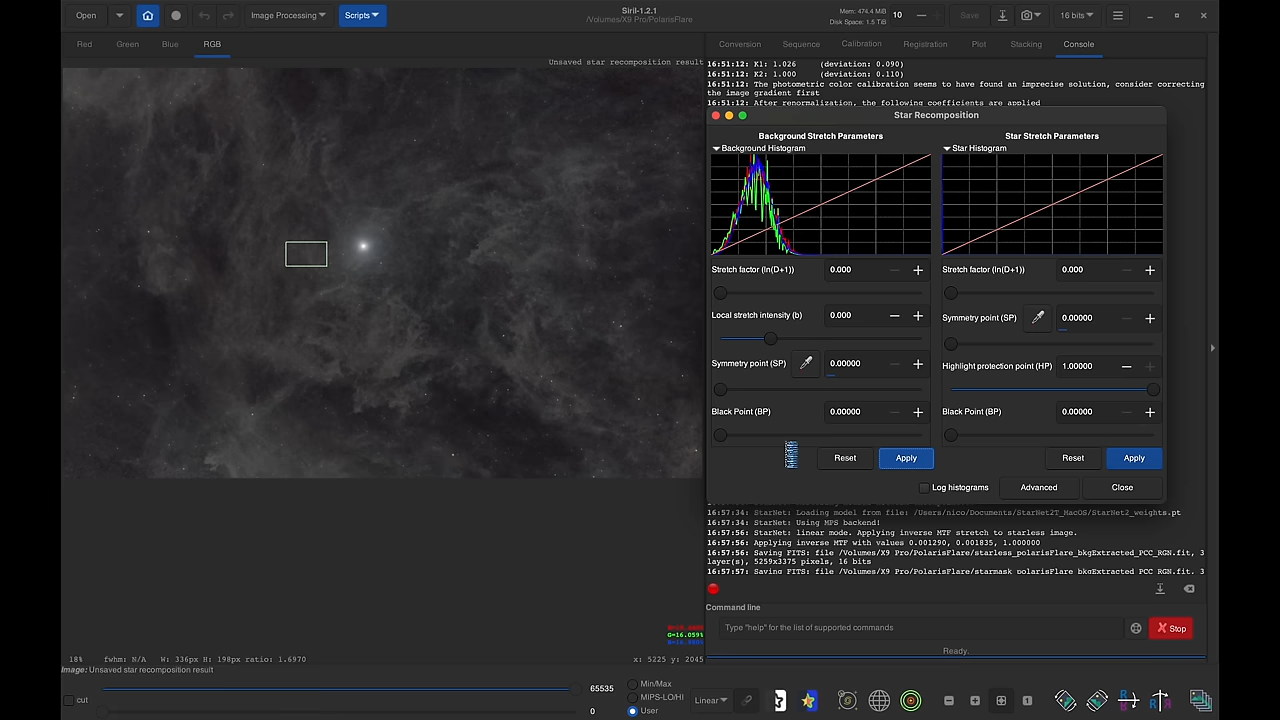 Open
Image Processing
Scripts
Siril-1.2.1
/Volumes/X9 Pro/PolarisFlare
Mem: 474.4 MiB
Disk Space: 1.5 TiB
10
Save
16 bits
Red Green Blue RGB
Conversion Sequence Calibration Registration Plot Stacking Console
Unsaved star recomposition result
16:51:12: K1: 1.026 (deviation: 0.090)
16:51:12: K2: 1.000 (deviation: 0.110)
16:51:12: The photometric color calibration seems to have found an imprecise solution, consider correcting
the image gradient first
16:51:12: After renormalization, the following coefficients are applied
Star Recomposition
Background Stretch Parameters
Background Histogram
Stretch factor (ln(D+1)) 0.000
Local stretch intensity (b) 0.000
Symmetry point (SP) 0.00000
Black Point (BP) 0.00000
Reset Apply
Star Stretch Parameters
Star Histogram
Stretch factor (ln(D+1)) 0.000
Symmetry point (SP) 0.00000
Highlight protection point (HP) 1.00000
Black Point (BP) 0.00000
Reset Apply
Log histograms Advanced Close
16:57:34: StarNet: Loading model from file: /Users/nico/Documents/StarNet2T_MacOS/StarNet2_weights.pt
16:57:34: StarNet: Using MPS backend!
16:57:56: StarNet: linear mode. Applying inverse MTF stretch to starless image.
16:57:56: Applying inverse MTF with values 0.001290, 0.001835, 1.000000
16:57:56: Saving FITS: file /Volumes/X9 Pro/PolarisFlare/starless_polarisFlare_bkgExtracted_PCC_RGN.fit, 3
layer(s), 5259x3375 pixels, 16 bits
16:57:57: Saving FITS: file /Volumes/X9 Pro/PolarisFlare/starmask_polarisFlare_bkgExtracted_PCC_RGN.fit, 3
Command line
Type "help" for the list of supported commands
Stop
Ready.
G=16.059%
18% fwhm: N/A W: 336px H: 198px ratio: 1.6970
x: 5225 y: 2045
Image: Unsaved star recomposition result
cut
65535
0
Min/Max
MIPS-LO/HI
User
Linear